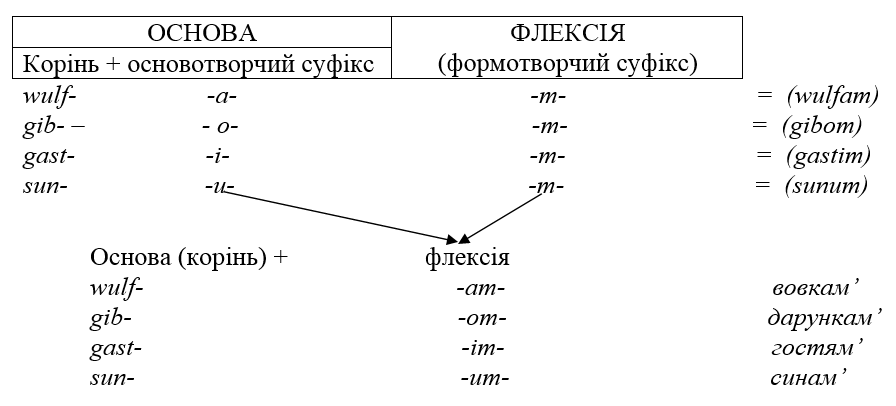 ОСНОВА ФЛЕКСІЯ
Корінь + основотворчий суфікс (формотворчий суфікс)
wulf- -a- -m- = (wulfam)
gib- – - o- -m- = (gibom)
gast- -i- -m- = (gastim)
sun- -u- -m- = (sunum)
Основа (корінь) + флексія
wulf- -am- вовкам’
gib- -om- дарункам’
gast- -im- гостям’
sun- -um- синам’